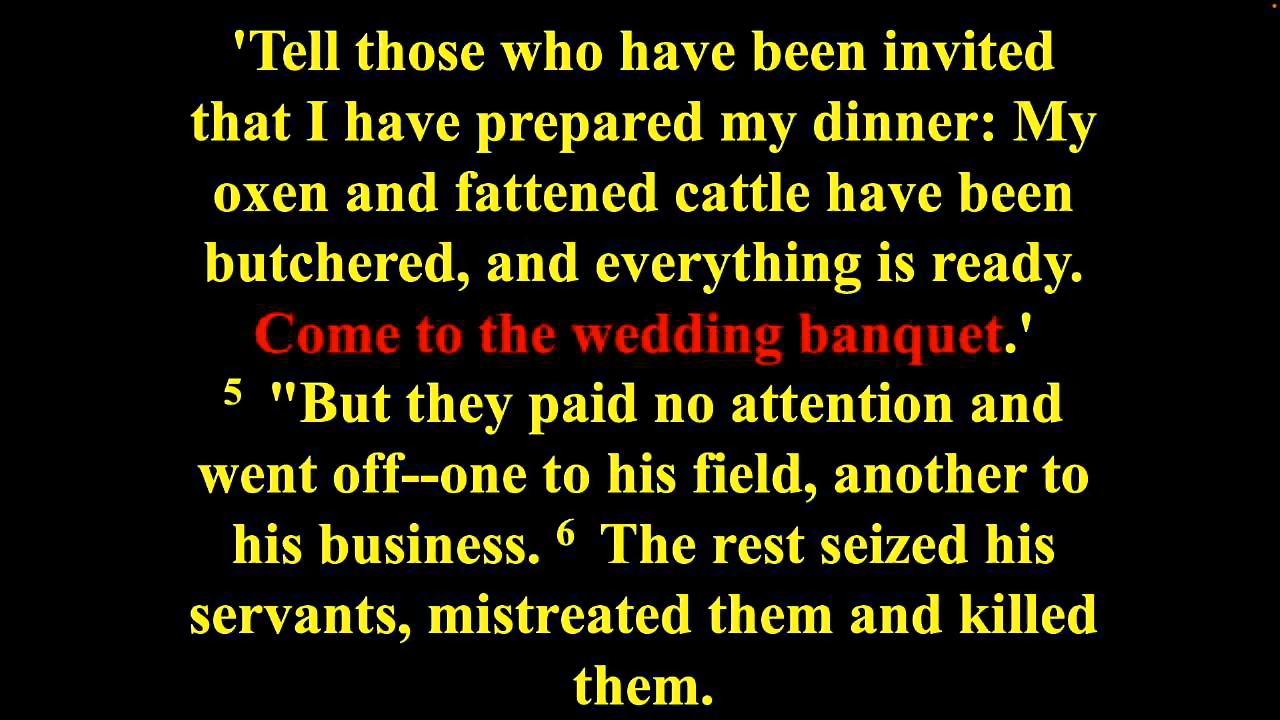 'Tell those who have been invited
that I have prepared my dinner: My
oxen and fattened cattle have been
butchered, and everything is ready.
Come to the wedding banquet.'
5 "But they paid no attention and
went off--one to his field, another to
his business. 6 The rest seized his
servants, mistreated them and killed
them.